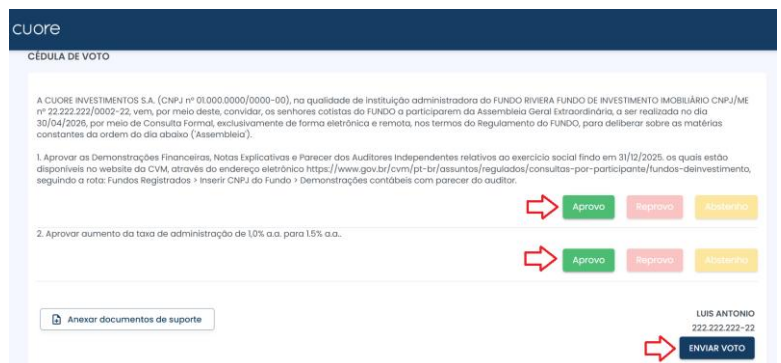 cuore
CÉDULA DE VOTO
A CUORE INVESTIMENTOS S.A. (CNPJ nº 01.000.0000/0000-00), na qualidade de instituição administradora do FUNDO RIVIERA FUNDO DE INVESTIMENTO IMOBILIÁRIO CNPJ/ME
nº 22.222.222/0002-22, vem, por meio deste, convidar, os senhores cotistas do FUNDO a participarem da Assembleia Geral Extraordinária, a ser realizada no dia
30/04/2026, por meio de Consulta Formal, exclusivamente de forma eletrônica e remota, nos termos do Regulamento do FUNDO, para deliberar sobre as matérias
constantes da ordem do dia abaixo ('Assembleia').
1. Aprovar as Demonstrações Financeiras, Notas Explicativas e Parecer dos Auditores Independentes relativos ao exercício social findo em 31/12/2025. os quais estão
disponíveis no website da CVM, através do endereço eletrônico https://www.gov.br/cvm/pt-br/assuntos/regulados/consultas-por-participante/fundos-deinvestimento,
seguindo a rota: Fundos Registrados > Inserir CNPJ do Fundo > Demonstrações contábeis com parecer do auditor.
Aprovo Reprovo Abstenho
2. Aprovar aumento da taxa de administração de 1,0% a.a. para 1.5% a.a..
Aprovo Reprovo Abstenho
Anexar documentos de suporte
LUIS ANTONIO
222.222.222-22
ENVIAR VOTO